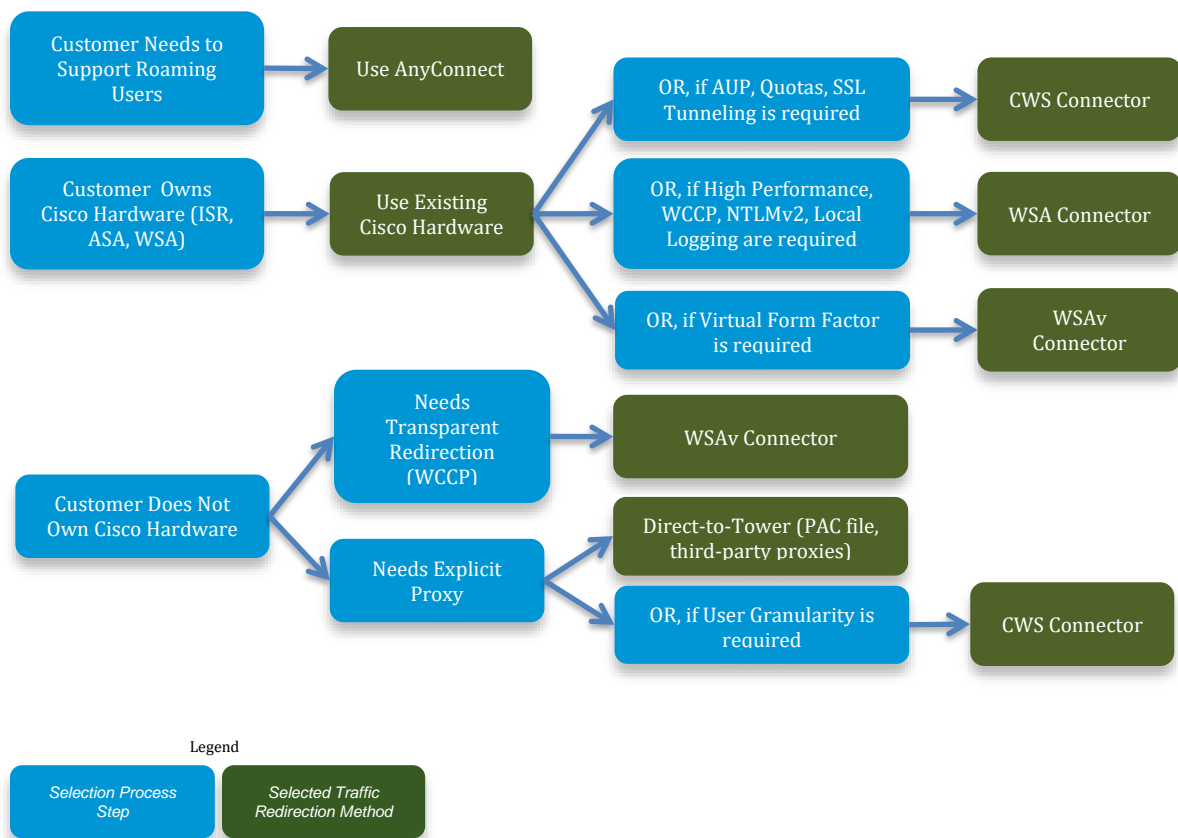 Customer Needs to
Support Roaming
Users
Use AnyConnect
OR, if AUP, Quotas, SSL
Tunneling is required
CWS Connector
Customer Owns
Cisco Hardware (ISR,
ASA, WSA)
Use Existing
Cisco Hardware
OR, if High Performance,
WCCP, NTLMv2, Local
Logging are required
WSA Connector
OR, if Virtual Form Factor
is required
WSAv
Connector
Customer Does Not
Own Cisco Hardware
Needs
Transparent
Redirection
(WCCP)
WSAv Connector
Needs Explicit
Proxy
Direct-to-Tower (PAC file,
third-party proxies)
OR, if User Granularity is
required
CWS Connector
Legend
Selection Process
Step
Selected Traffic
Redirection Method